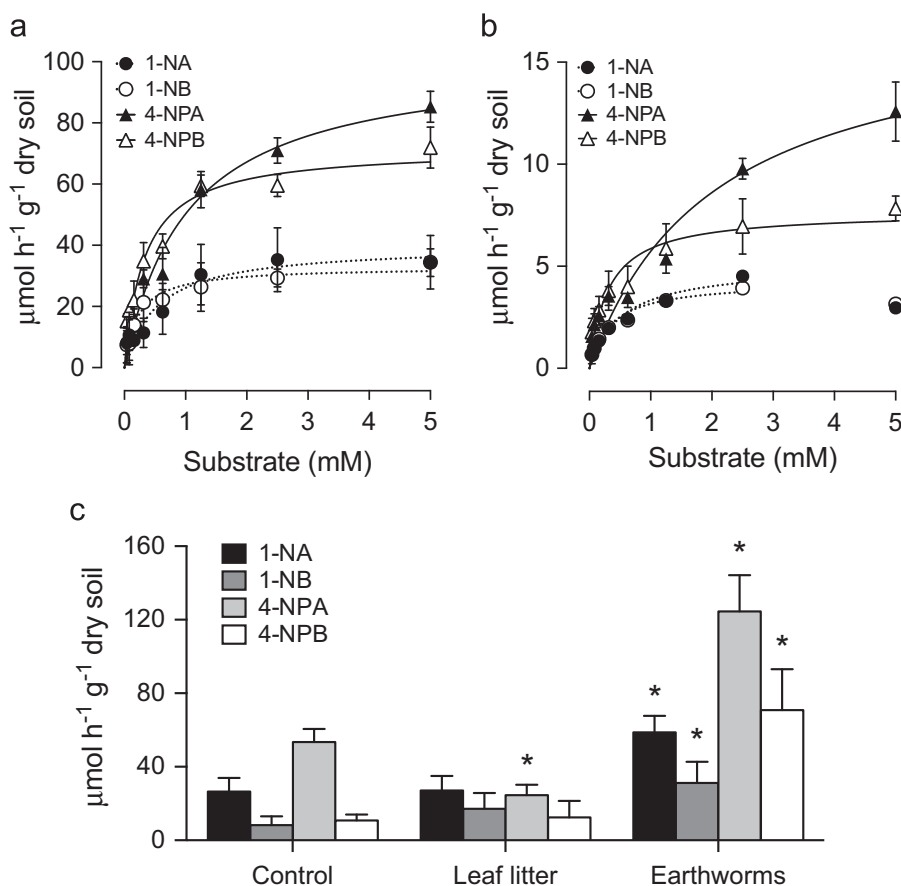 a
100
80
60
40
20
0
µmol h⁻¹ g⁻¹ dry soil
1-NA
1-NB
4-NPA
4-NPB
0 1 2 3 4 5
Substrate (mM)
b
15
10
5
0
µmol h⁻¹ g⁻¹ dry soil
1-NA
1-NB
4-NPA
4-NPB
0 1 2 3 4 5
Substrate (mM)
c
160
120
80
40
0
µmol h⁻¹ g⁻¹ dry soil
1-NA
1-NB
4-NPA
4-NPB
*
* * * *
Control Leaf litter Earthworms